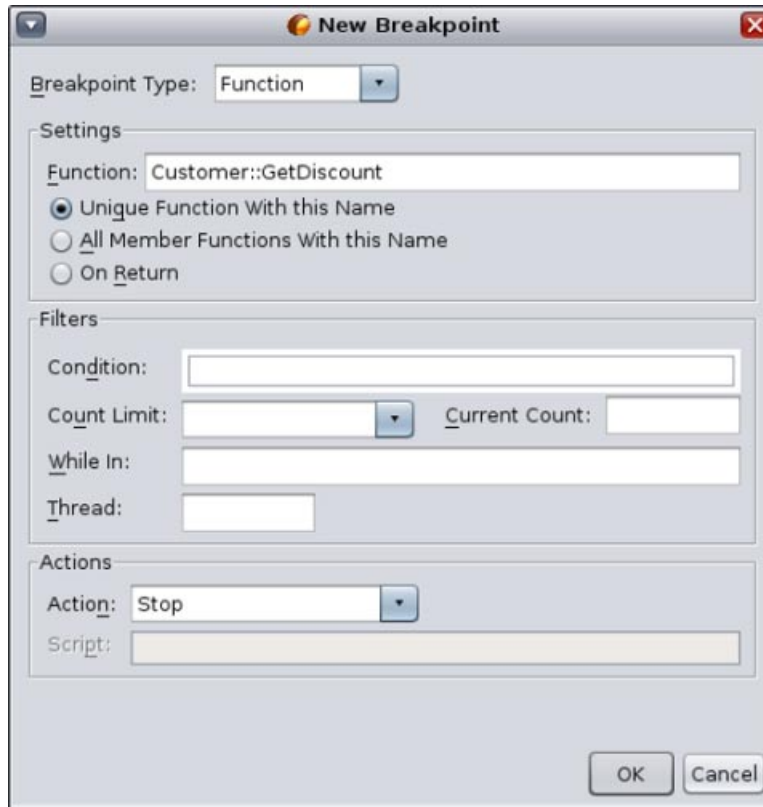 New Breakpoint
Breakpoint Type: Function
Settings
Function: Customer::GetDiscount
Unique Function With this Name
All Member Functions With this Name
On Return
Filters
Condition:
Count Limit: Current Count:
While In:
Thread:
Actions
Action: Stop
Script:
OK Cancel